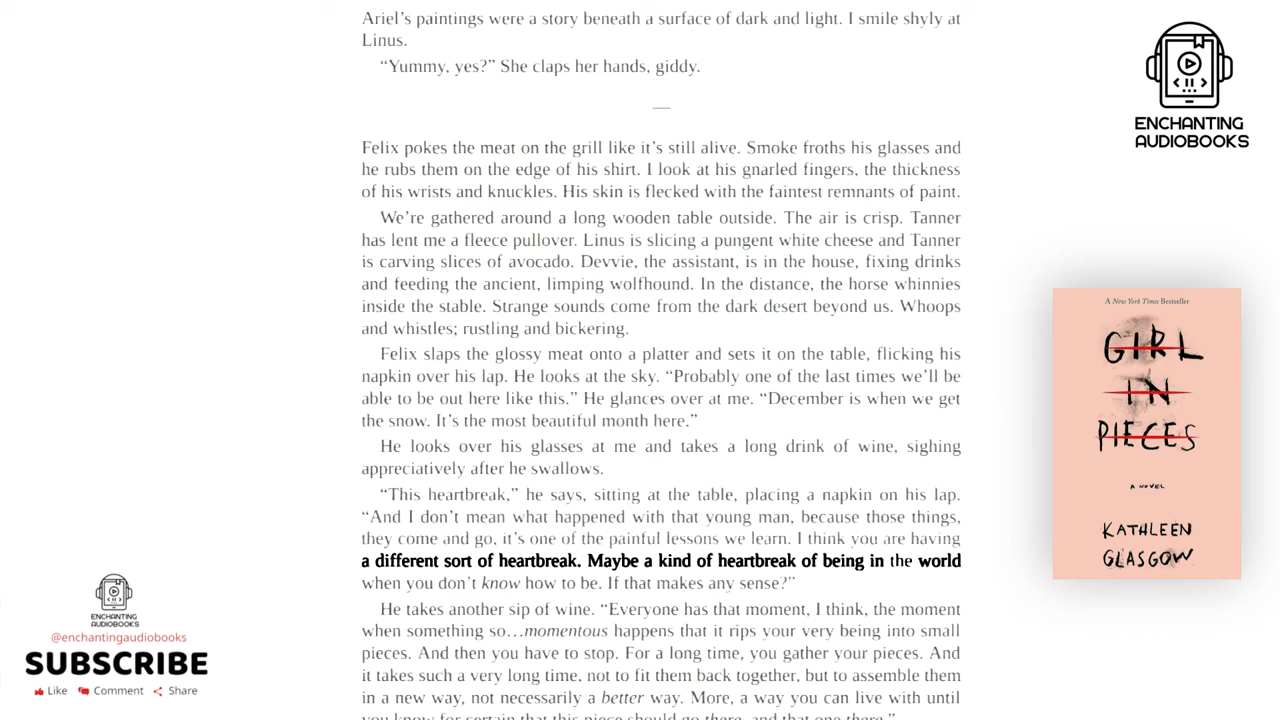 Ariel’s paintings were a story beneath a surface of dark and light. I smile shyly at
Linus.
“Yummy, yes?” She claps her hands, giddy.
—
Felix pokes the meat on the grill like it’s still alive. Smoke froths his glasses and
he rubs them on the edge of his shirt. I look at his gnarled fingers, the thickness
of his wrists and knuckles. His skin is flecked with the faintest remnants of paint.
We’re gathered around a long wooden table outside. The air is crisp. Tanner
has lent me a fleece pullover. Linus is slicing a pungent white cheese and Tanner
is carving slices of avocado. Devvie, the assistant, is in the house, fixing drinks
and feeding the ancient, limping wolfhound. In the distance, the horse whinnies
inside the stable. Strange sounds come from the dark desert beyond us. Whoops
and whistles; rustling and bickering.
Felix slaps the glossy meat onto a platter and sets it on the table, flicking his
napkin over his lap. He looks at the sky. “Probably one of the last times we’ll be
able to be out here like this.” He glances over at me. “December is when we get
the snow. It’s the most beautiful month here.”
He looks over his glasses at me and takes a long drink of wine, sighing
appreciatively after he swallows.
“This heartbreak,” he says, sitting at the table, placing a napkin on his lap.
“And I don’t mean what happened with that young man, because those things,
they come and go, it’s one of the painful lessons we learn. I think you are having
a different sort of heartbreak. Maybe a kind of heartbreak of being in the world
when you don’t know how to be. If that makes any sense?”
He takes another sip of wine. “Everyone has that moment, I think, the moment
when something so…momentous happens that it rips your very being into small
pieces. And then you have to stop. For a long time, you gather your pieces. And
it takes such a very long time, not to fit them back together, but to assemble them
in a new way, not necessarily a better way. More, a way you can live with until
you know for certain that this piece should go there, and that one there.”
ENCHANTING
AUDIOBOOKS
A New York Times Bestseller
GIRL
IN
PIECES
A NOVEL
KATHLEEN
GLASGOW
ENCHANTING
AUDIOBOOKS
@enchantingaudiobooks
SUBSCRIBE
Like Comment Share